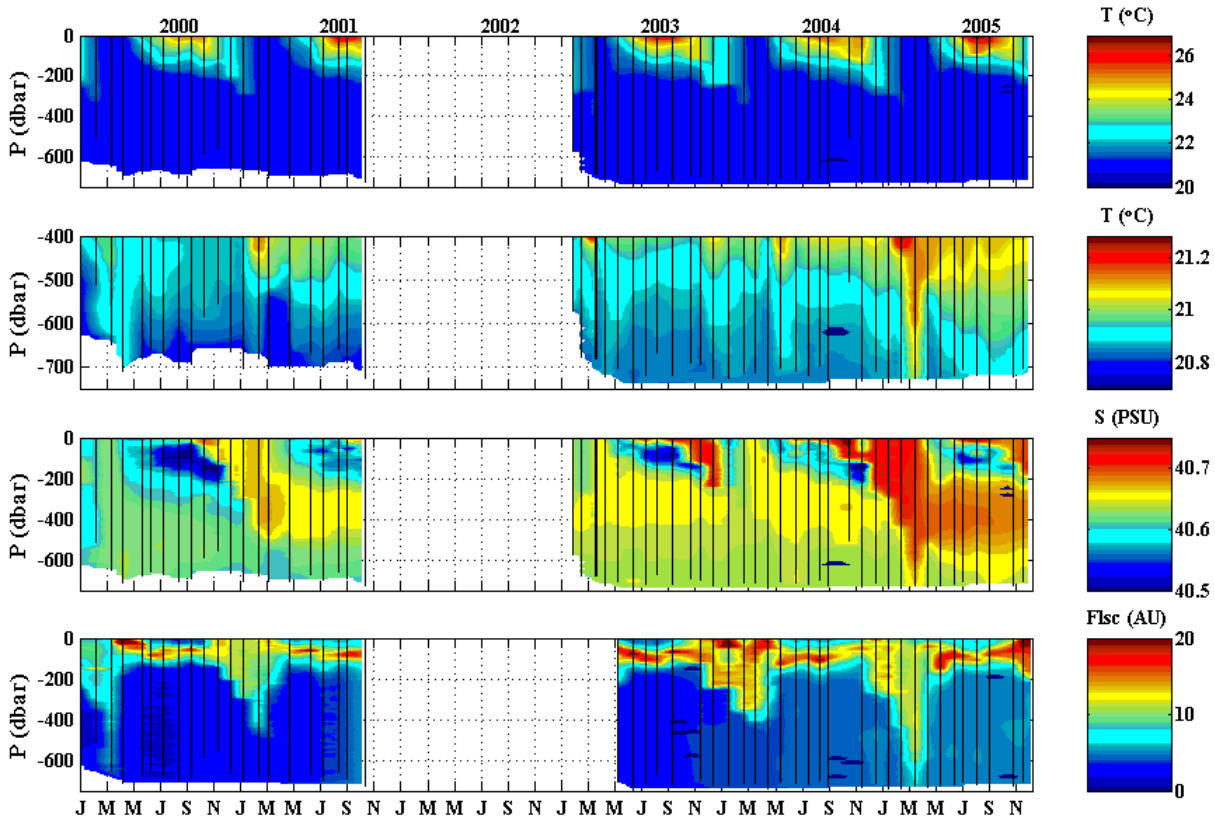 2000 2001 2002 2003 2004 2005 T (°C)
P (dbar) 0 -200 -400 -600
26 24 22 20
T (°C)
P (dbar) -400 -500 -600 -700
21.2 21 20.8
S (PSU)
P (dbar) 0 -200 -400 -600
40.7 40.6 40.5
Flsc (AU)
P (dbar) 0 -200 -400 -600
20 10 0
J M M J S N J M M J S N J M M J S N J M M J S N J M M J S N J M M J S N